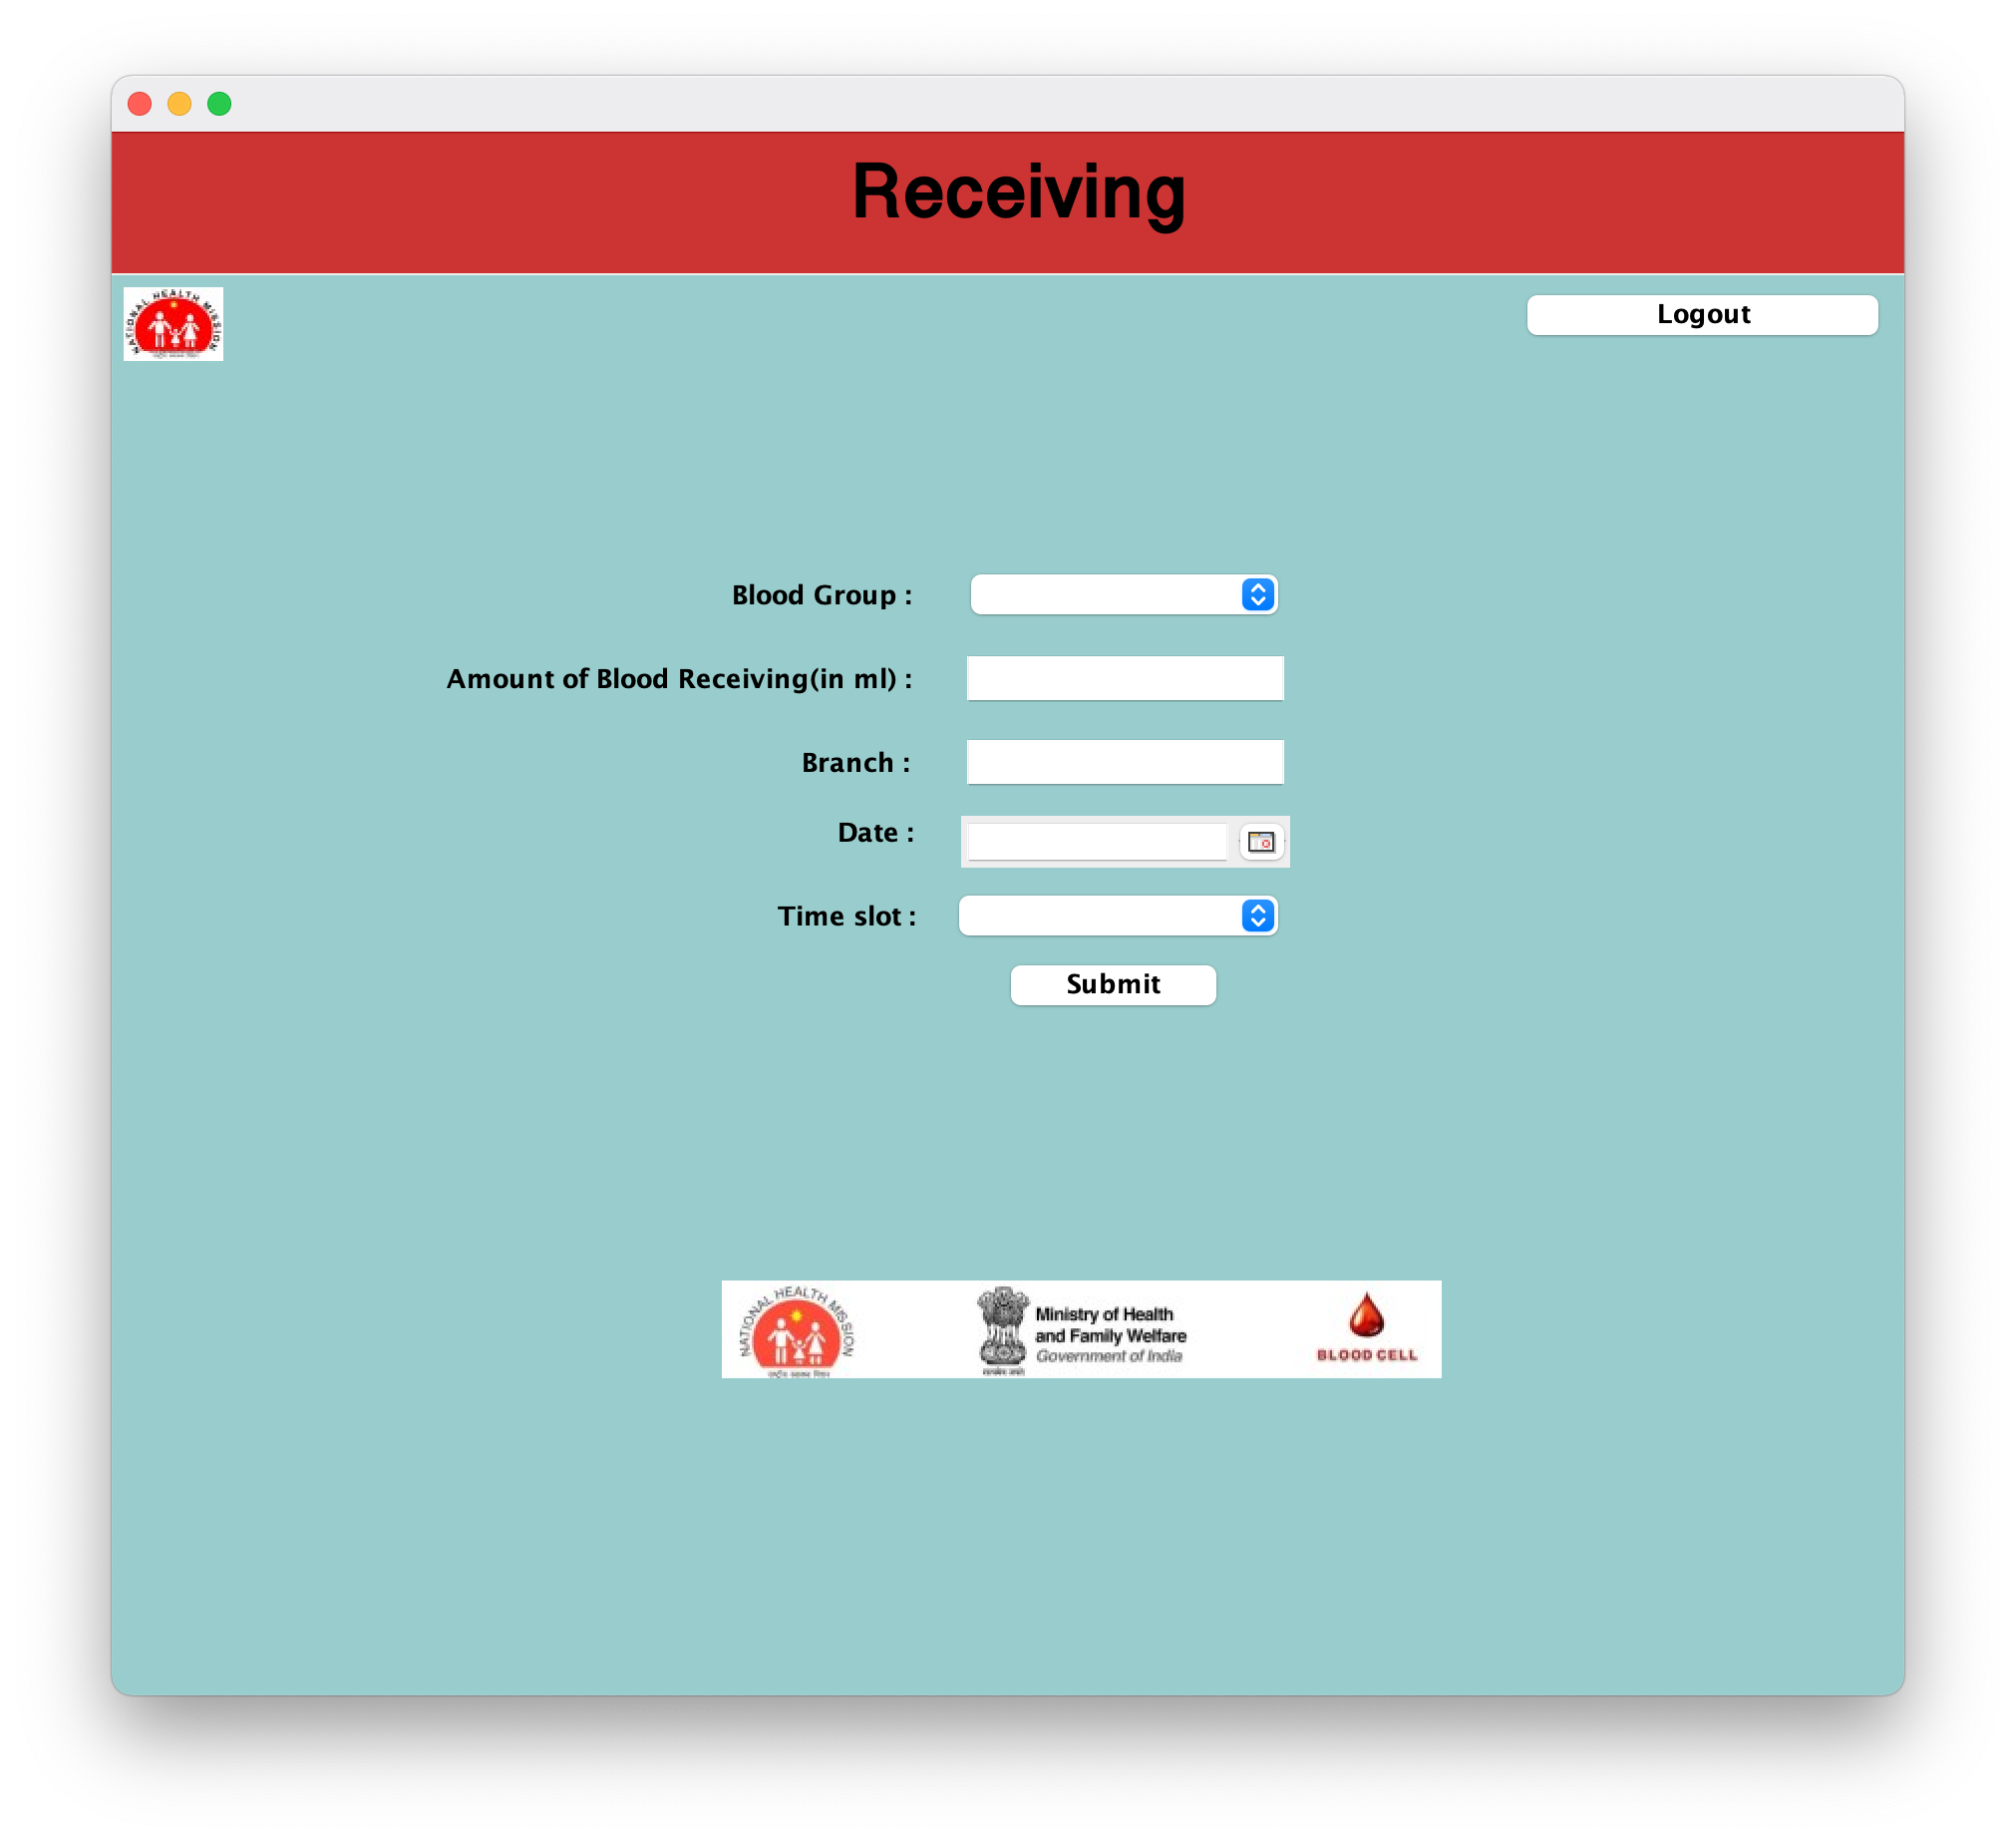 Receiving
NATIONAL HEALTH MISSION
Logout
Blood Group :
Amount of Blood Receiving(in ml) :
Branch :
Date :
Time slot :
Submit
NATIONAL HEALTH MISSION
Ministry of Health
and Family Welfare
Government of India
BLOOD CELL